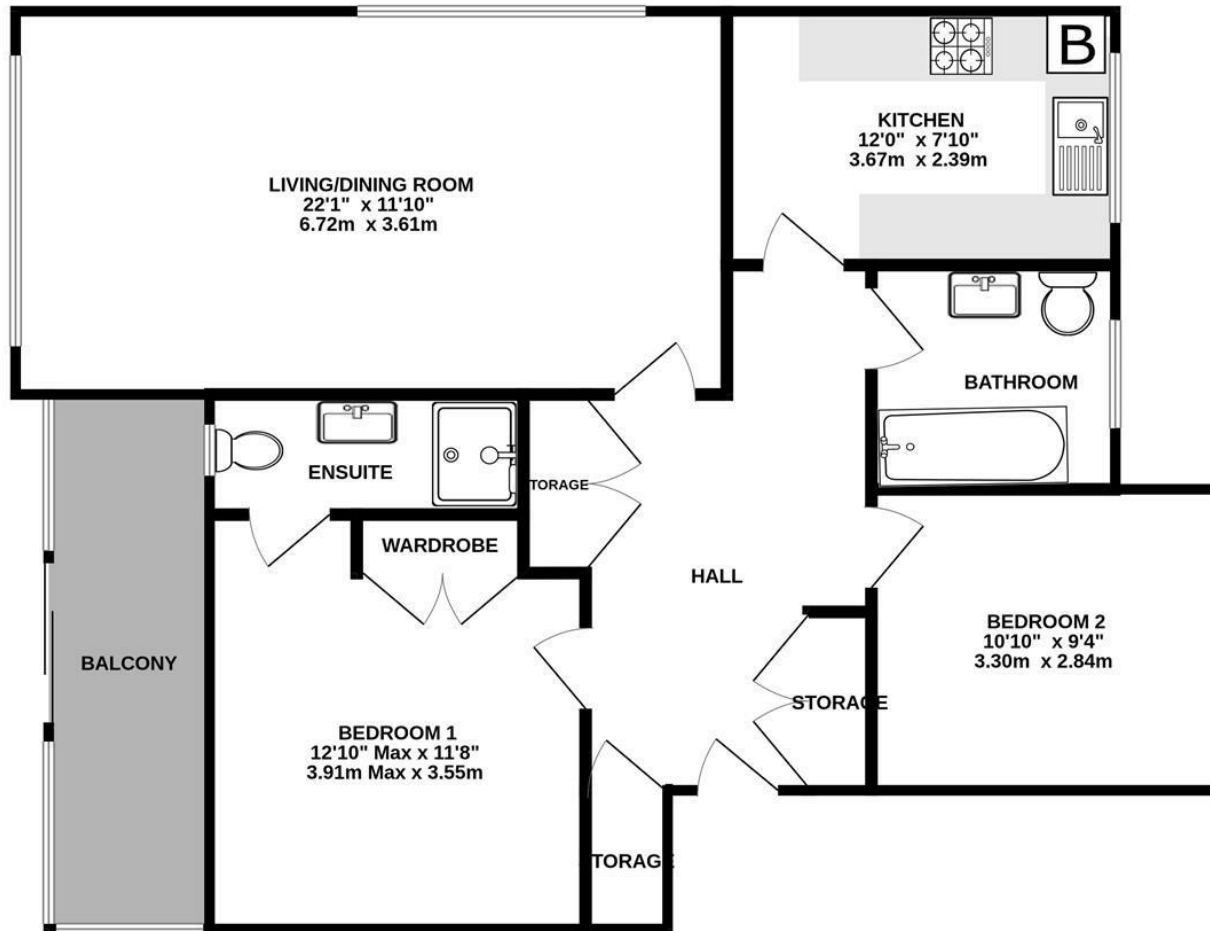 B
KITCHEN
12'0" x 7'10"
3.67m x 2.39m
LIVING/DINING ROOM
22'1" x 11'10"
6.72m x 3.61m
BATHROOM
ENSUITE
TORAGE
WARDROBE
HALL
BEDROOM 2
10'10" x 9'4"
3.30m x 2.84m
BALCONY
STORAGE
BEDROOM 1
12'10" Max x 11'8"
3.91m Max x 3.55m
STORAGE